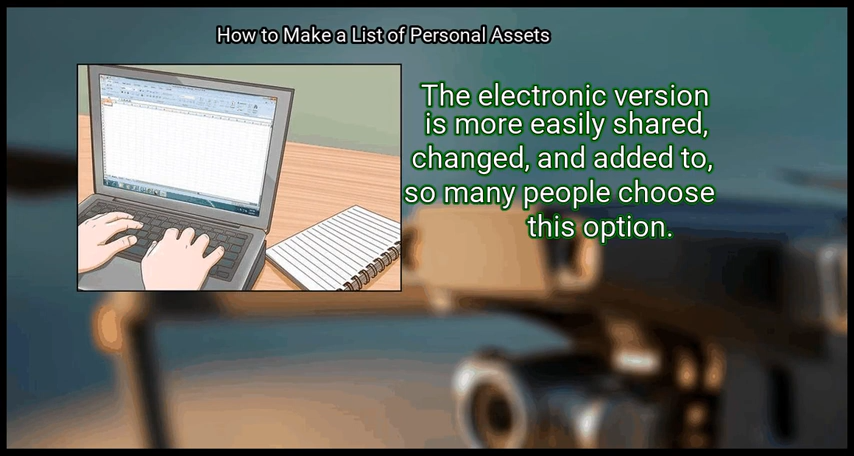 How to Make a List of Personal Assets
The electronic version
is more easily shared,
changed, and added to,
so many people choose
this option.